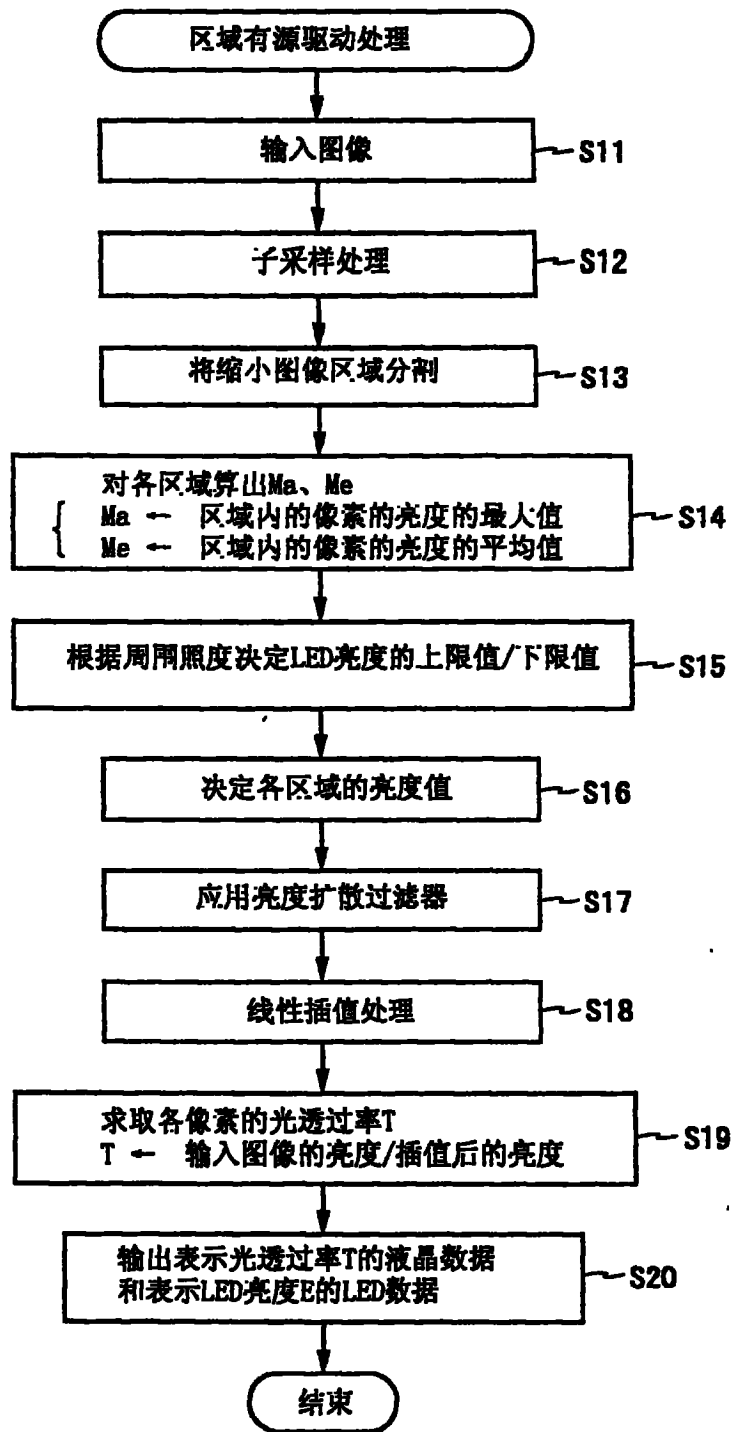 区域有源驱动处理
输入图像
S11
子采样处理
S12
将缩小图像区域分割
S13
对各区域算出Ma、Me
Ma ← 区域内的像素的亮度的最大值
Me ← 区域内的像素的亮度的平均值
S14
根据周围照度决定LED亮度的上限值/下限值
S15
决定各区域的亮度值
S16
应用亮度扩散过滤器
S17
线性插值处理
S18
求取各像素的光透过率T
T ← 输入图像的亮度/插值后的亮度
S19
输出表示光透过率T的液晶数据
和表示LED亮度E的LED数据
S20
结束